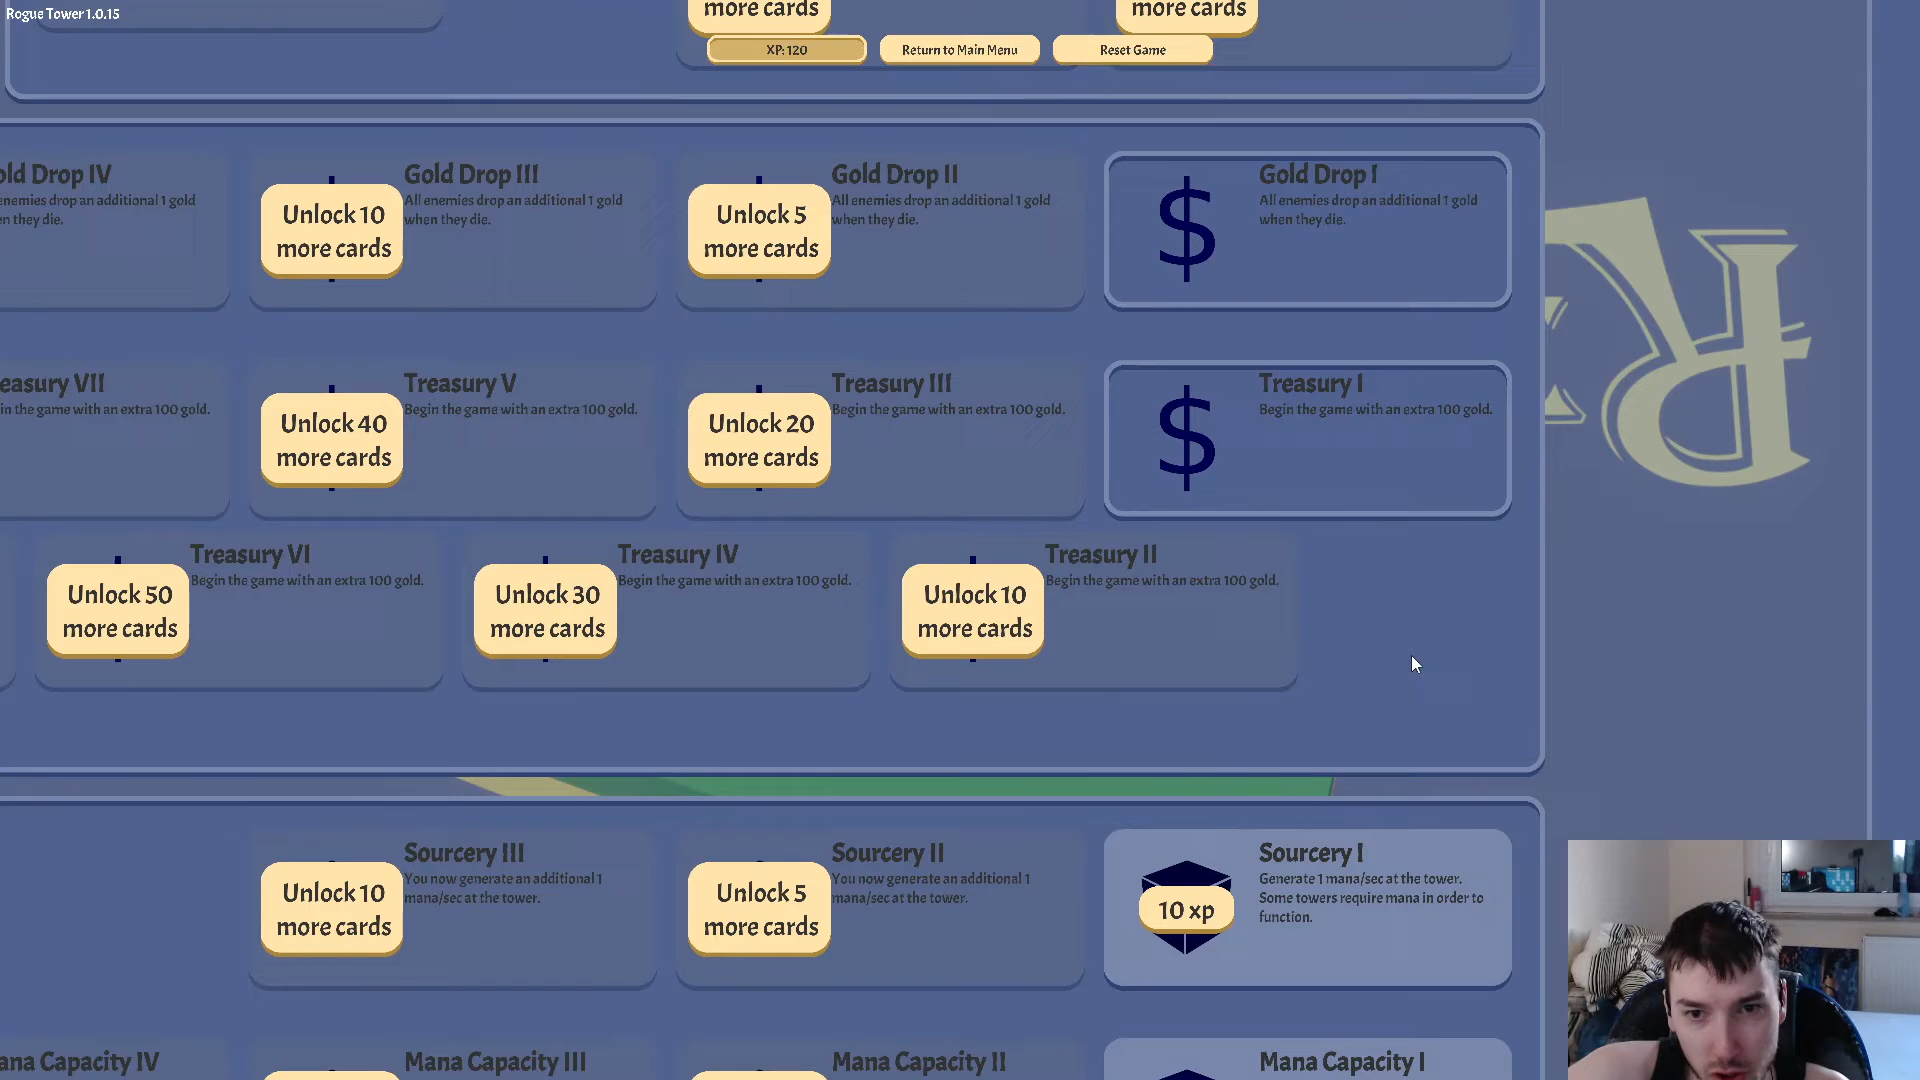 Rogue Tower 1.0.15
more cards
more cards
XP: 120
Return to Main Menu
Reset Game
old Drop IV
enemies drop an additional 1 gold
en they die.
Unlock 10
more cards
Gold Drop III
All enemies drop an additional 1 gold
when they die.
Unlock 5
more cards
Gold Drop II
All enemies drop an additional 1 gold
when they die.
$
Gold Drop I
All enemies drop an additional 1 gold
when they die.
easury VII
in the game with an extra 100 gold.
Unlock 40
more cards
Treasury V
Begin the game with an extra 100 gold.
Unlock 20
more cards
Treasury III
Begin the game with an extra 100 gold.
$
Treasury I
Begin the game with an extra 100 gold.
Unlock 50
more cards
Treasury VI
Begin the game with an extra 100 gold.
Unlock 30
more cards
Treasury IV
Begin the game with an extra 100 gold.
Unlock 10
more cards
Treasury II
Begin the game with an extra 100 gold.
Unlock 10
more cards
Sourcery III
You now generate an additional 1
mana/sec at the tower.
Unlock 5
more cards
Sourcery II
You now generate an additional 1
mana/sec at the tower.
10 xp
Sourcery I
Generate 1 mana/sec at the tower.
Some towers require mana in order to
function.
ana Capacity IV
Mana Capacity III
Mana Capacity II
Mana Capacity I